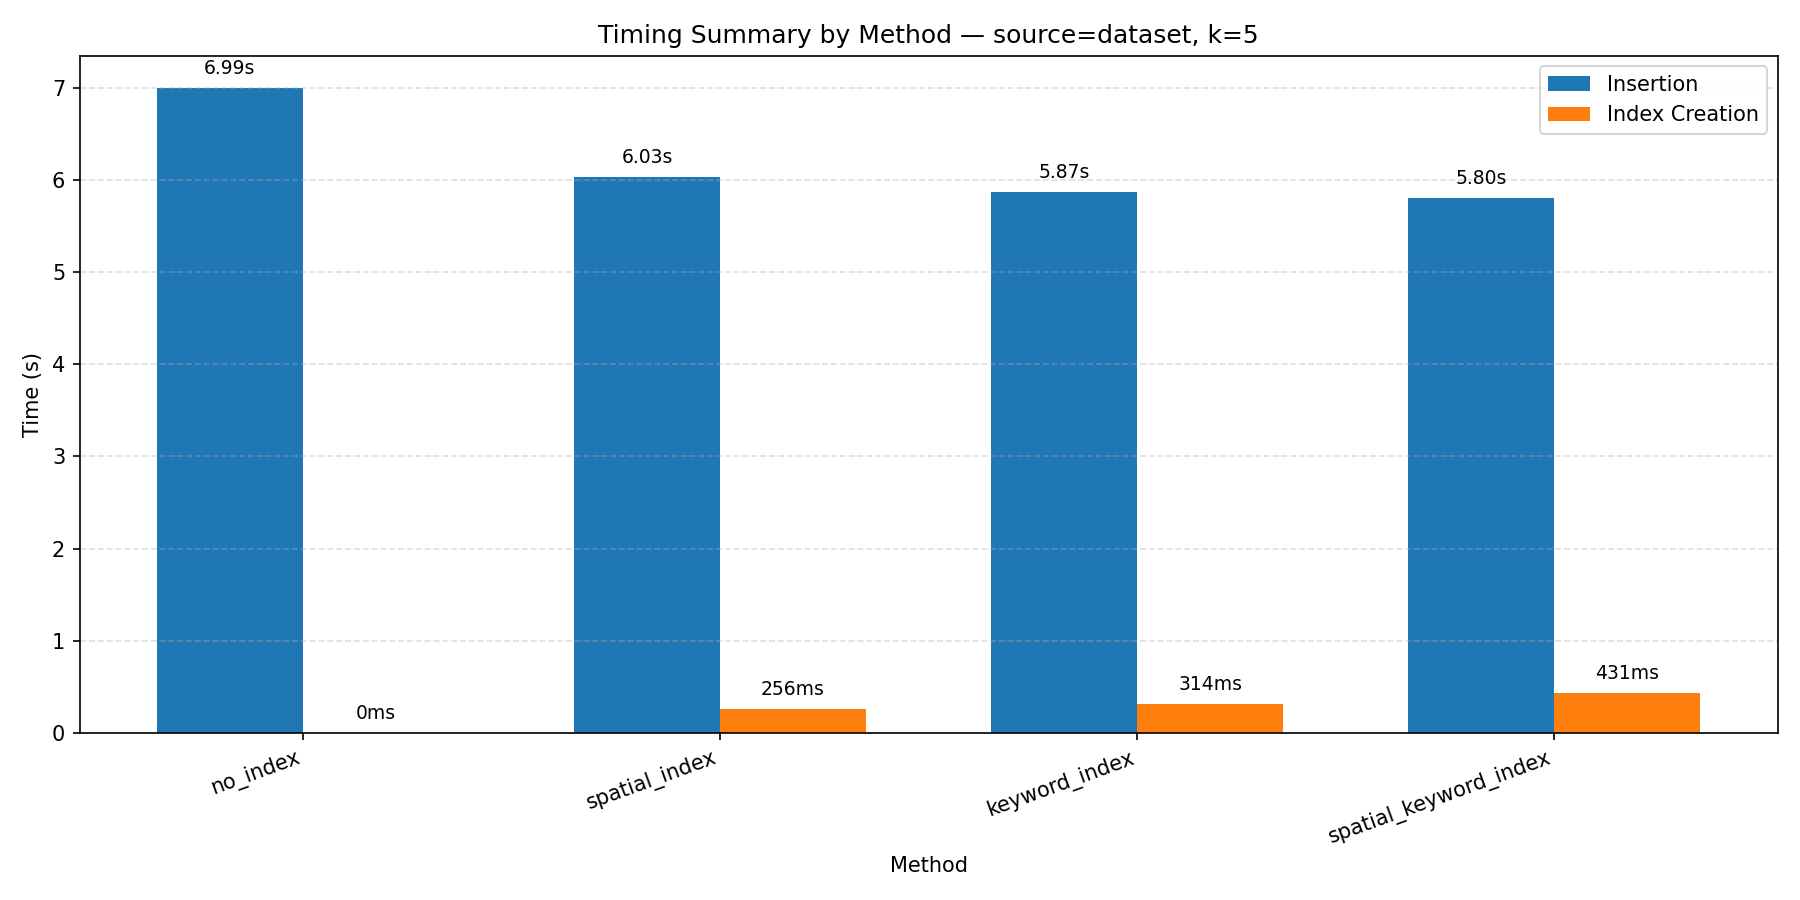 Timing Summary by Method — source=dataset, k=5
Insertion
Index Creation
6.99s
6.03s
5.87s
5.80s
0ms
256ms
314ms
431ms
7
6
5
4
3
2
1
0
Time (s)
no_index
spatial_index
keyword_index
spatial_keyword_index
Method